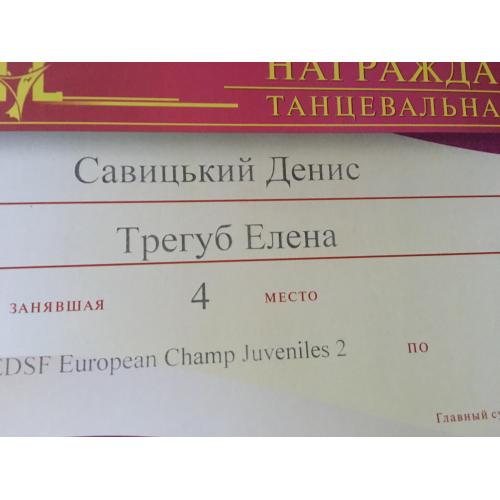 НАГРАЖДА
ТАНЦЕВАЛЬНА
Савицький Денис
Трегуб Елена
ЗАНЯВШАЯ 4 МЕСТО
EDSF European Champ Juveniles 2 ПО
Главный су